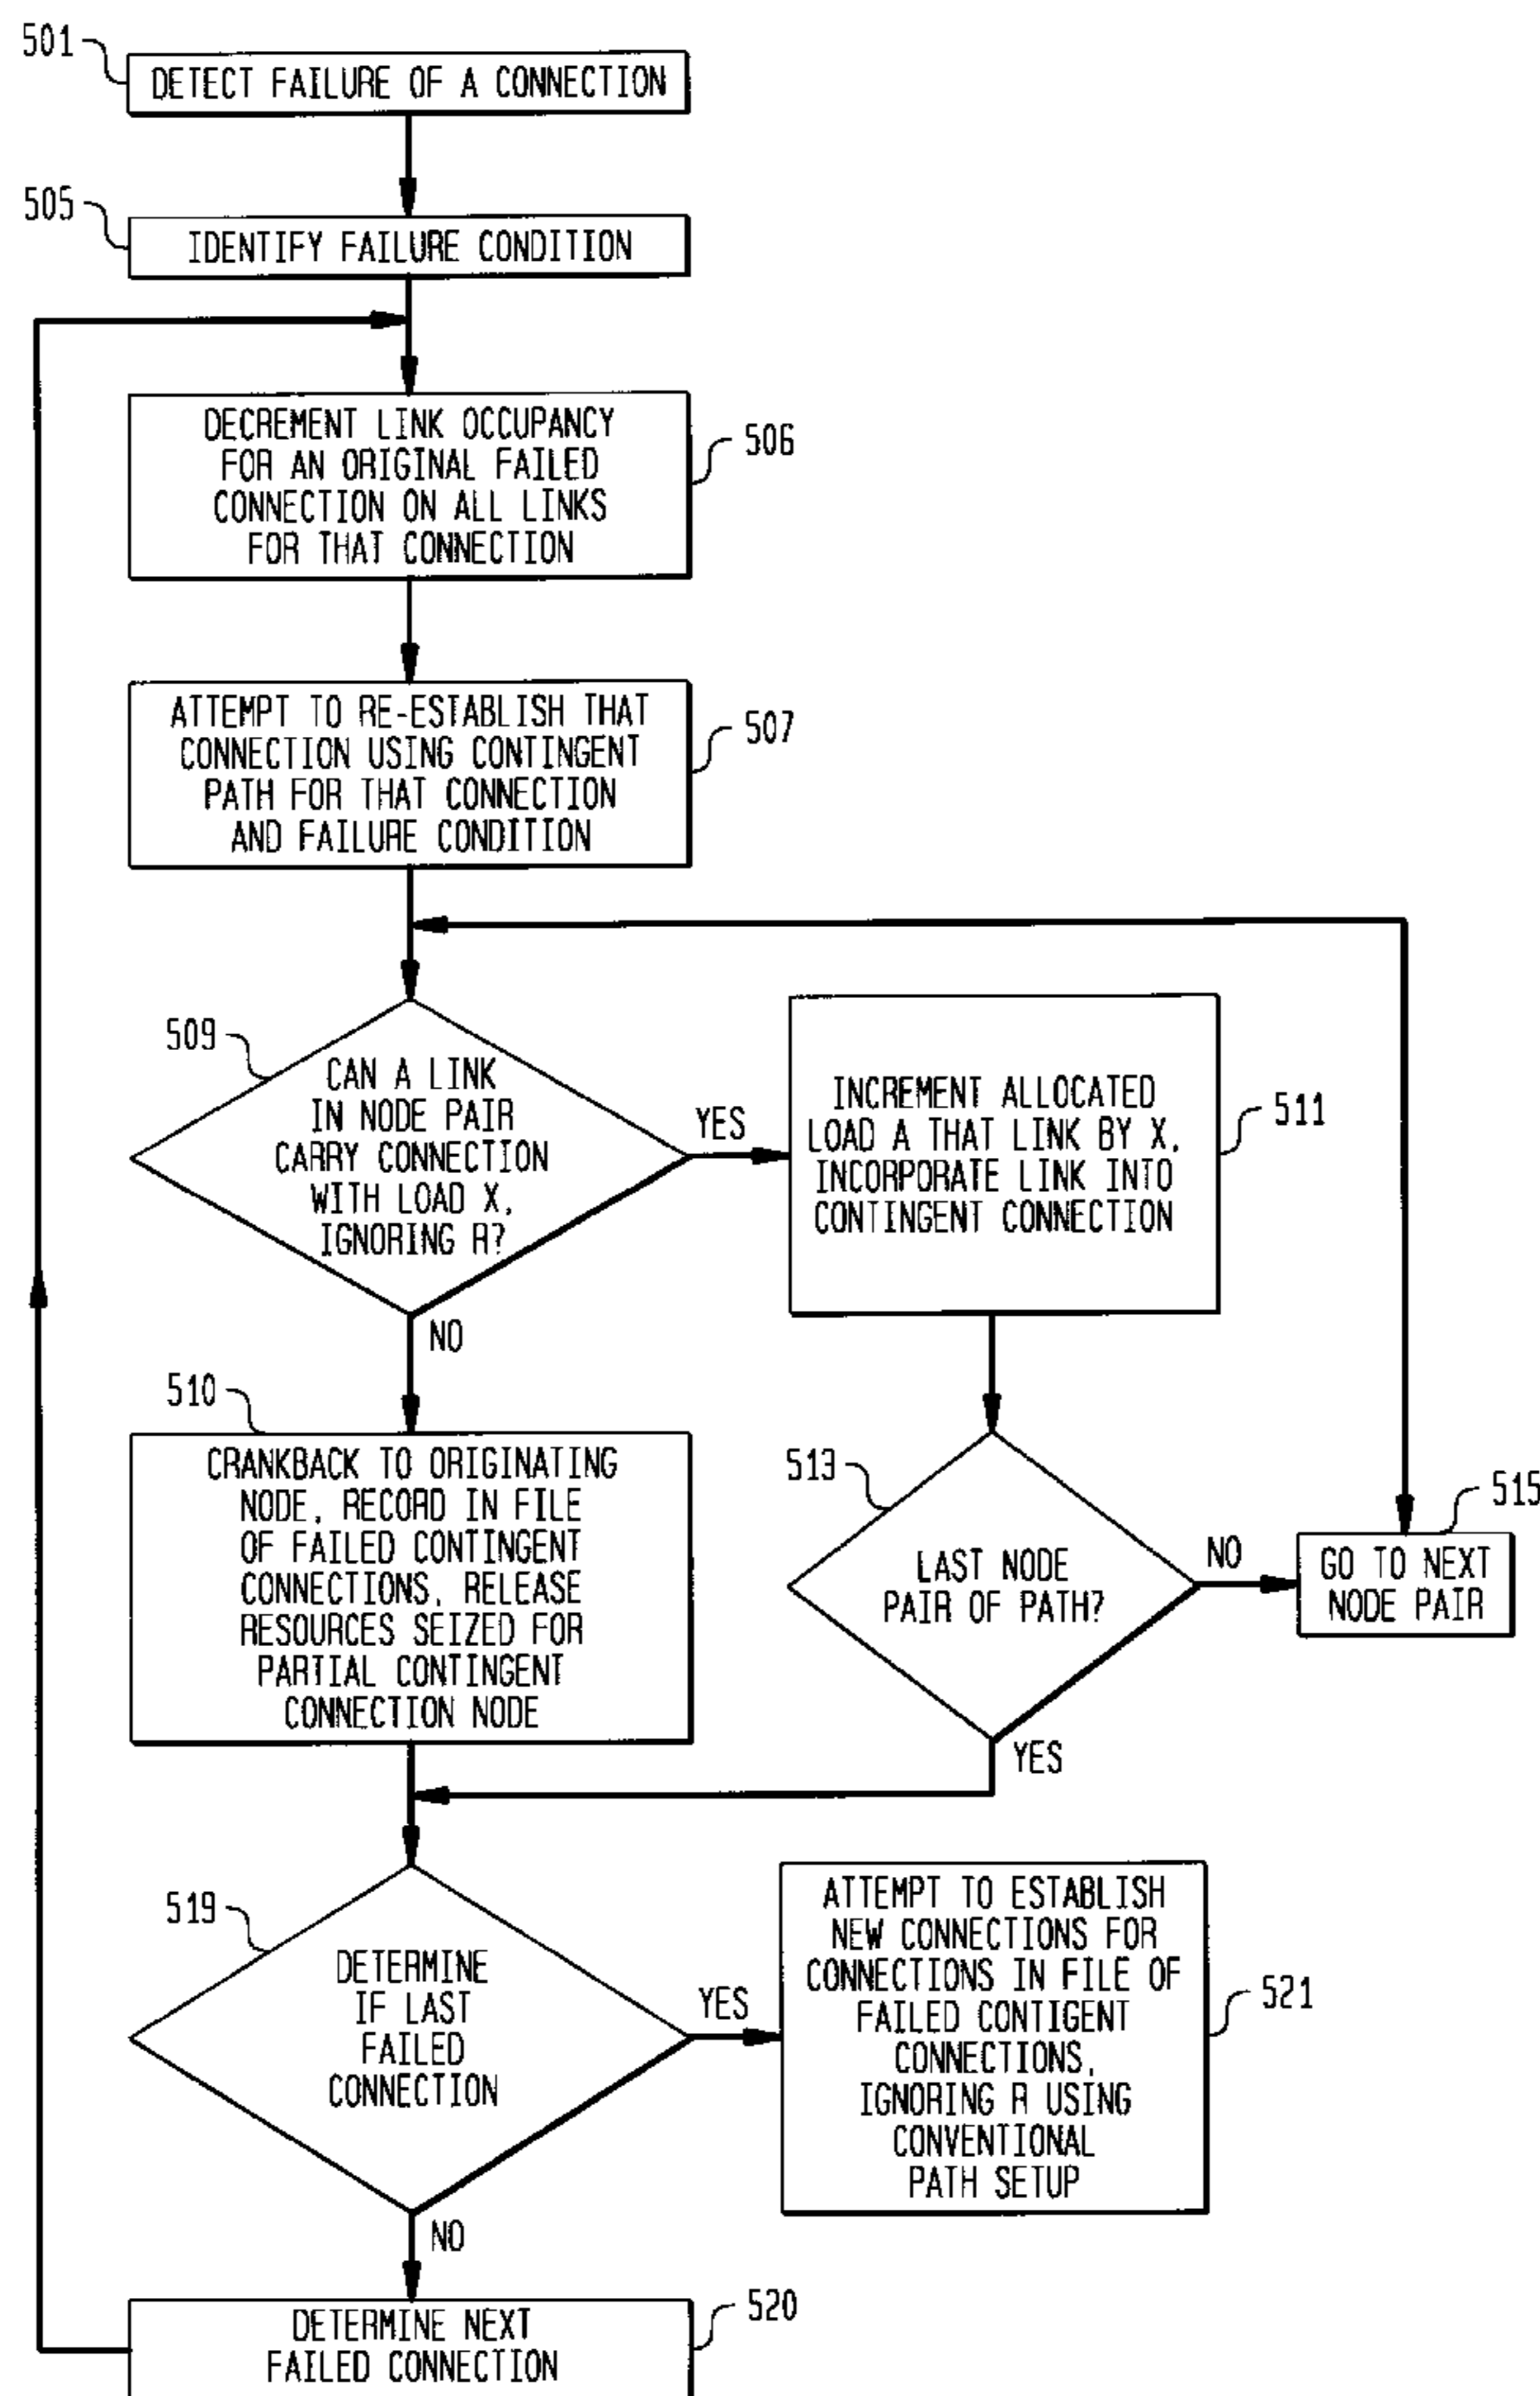 501
DETECT FAILURE OF A CONNECTION
505
IDENTIFY FAILURE CONDITION
DECREMENT LINK OCCUPANCY
FOR AN ORIGINAL FAILED
CONNECTION ON ALL LINKS
FOR THAT CONNECTION
506
ATTEMPT TO RE-ESTABLISH THAT
CONNECTION USING CONTINGENT
PATH FOR THAT CONNECTION
AND FAILURE CONDITION
507
509
CAN A LINK
IN NODE PAIR
CARRY CONNECTION
WITH LOAD X,
IGNORING R?
YES
NO
INCREMENT ALLOCATED
LOAD A THAT LINK BY X,
INCORPORATE LINK INTO
CONTINGENT CONNECTION
511
510
CRANKBACK TO ORIGINATING
NODE, RECORD IN FILE
OF FAILED CONTINGENT
CONNECTIONS, RELEASE
RESOURCES SEIZED FOR
PARTIAL CONTINGENT
CONNECTION NODE
513
LAST NODE
PAIR OF PATH?
NO
YES
515
GO TO NEXT
NODE PAIR
519
DETERMINE
IF LAST
FAILED
CONNECTION
YES
NO
ATTEMPT TO ESTABLISH
NEW CONNECTIONS FOR
CONNECTIONS IN FILE OF
FAILED CONTIGENT
CONNECTIONS,
IGNORING R USING
CONVENTIONAL
PATH SETUP
521
DETERMINE NEXT
FAILED CONNECTION
520